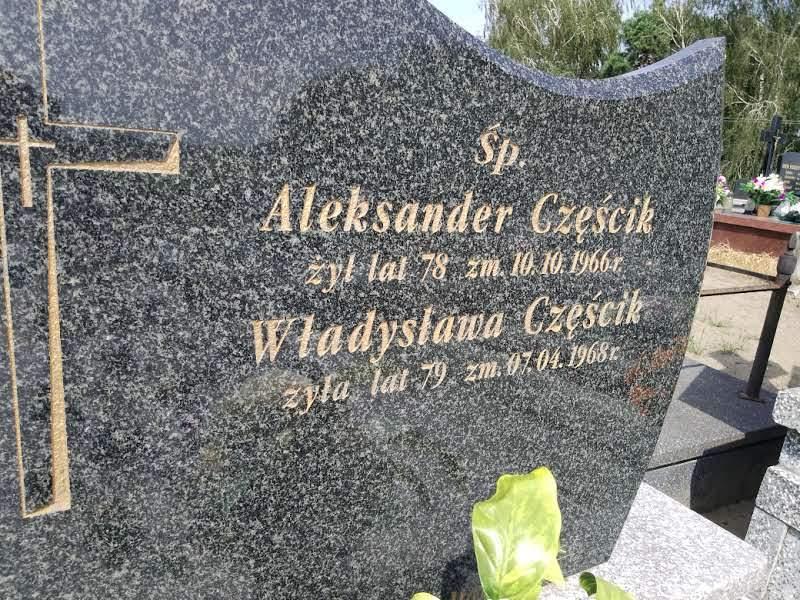 Śp.
Aleksander Częścik
żył lat 78 zm. 10.10.1966 r.
Władysława Częścik
żyła lat 79 zm. 07.04.1968 r.